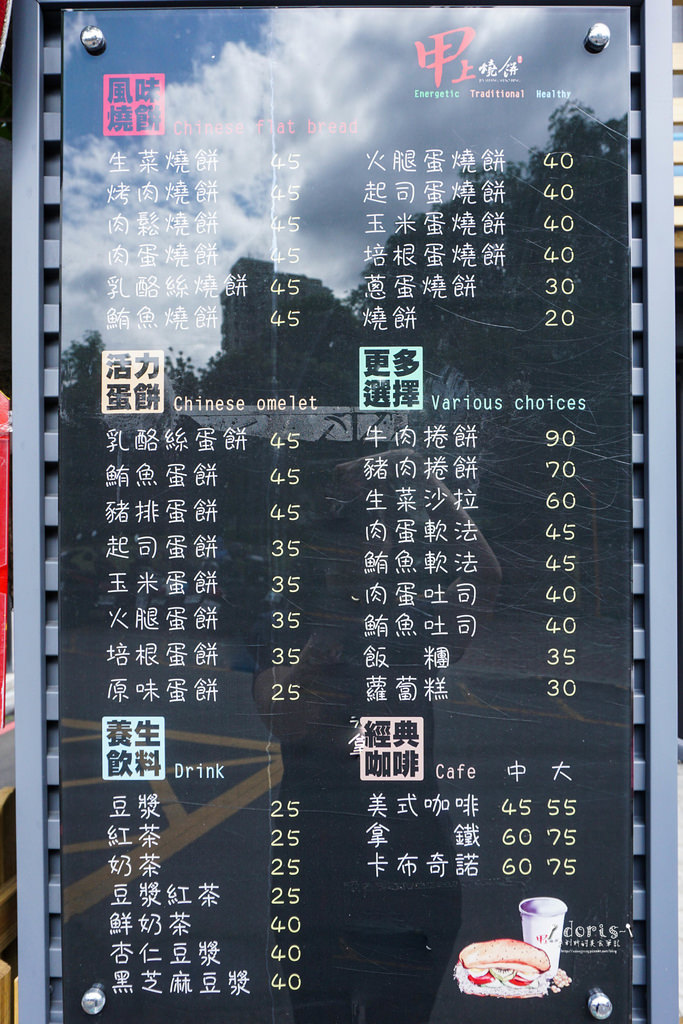 甲上 燒餅
Energetic Traditional Healthy
風味燒餅 Chinese flat bread
生菜燒餅 45
烤肉燒餅 45
肉鬆燒餅 45
肉蛋燒餅 45
乳酪絲燒餅 45
鮪魚燒餅 45
火腿蛋燒餅 40
起司蛋燒餅 40
玉米蛋燒餅 40
培根蛋燒餅 40
蔥蛋燒餅 30
燒餅 20
活力蛋餅 Chinese omelet
乳酪絲蛋餅 45
鮪魚蛋餅 45
豬排蛋餅 45
起司蛋餅 35
玉米蛋餅 35
火腿蛋餅 35
培根蛋餅 35
原味蛋餅 25
更多選擇 Various choices
牛肉捲餅 90
豬肉捲餅 70
生菜沙拉 60
肉蛋軟法 45
鮪魚軟法 45
肉蛋吐司 40
鮪魚吐司 40
飯糰 35
蘿蔔糕 30
養生飲料 Drink
豆漿 25
紅茶 25
奶茶 25
豆漿紅茶 25
鮮奶茶 40
杏仁豆漿 40
黑芝麻豆漿 40
經典咖啡 Cafe 中 大
美式咖啡 45 55
拿鐵 60 75
卡布奇諾 60 75
doris